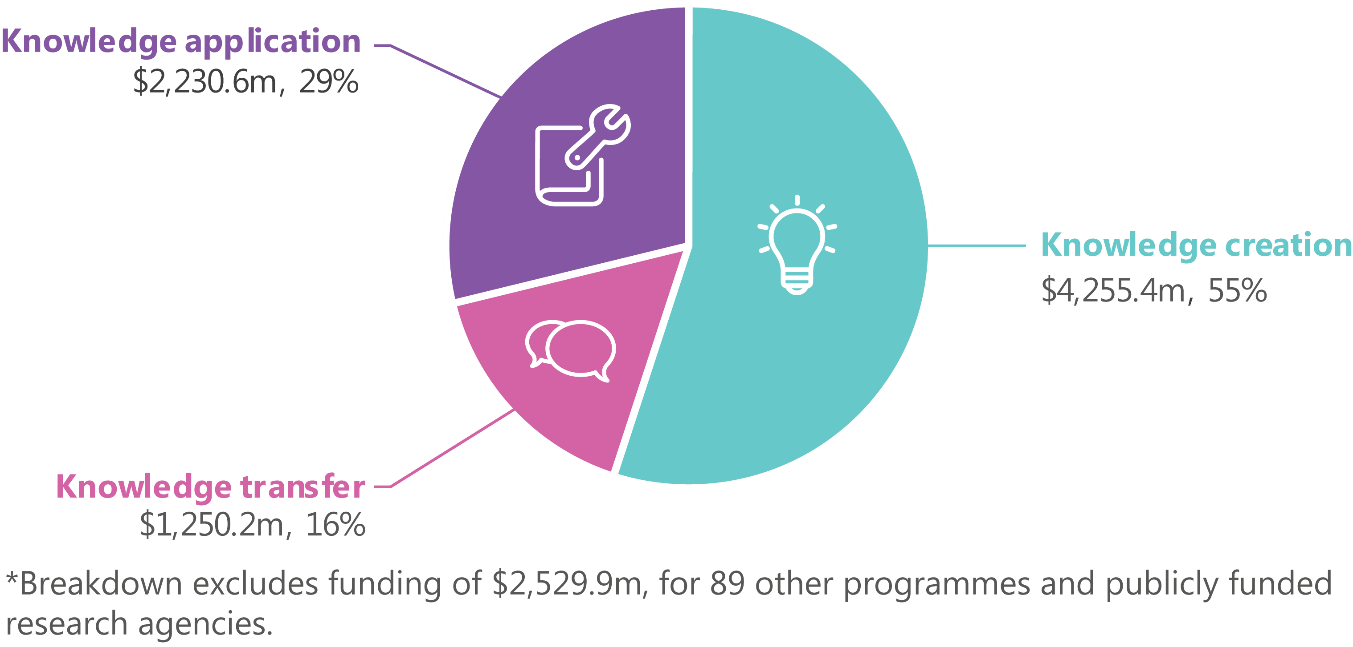 Knowledge application
$2,230.6m, 29%
Knowledge creation
$4,255.4m, 55%
Knowledge transfer
$1,250.2m, 16%
*Breakdown excludes funding of $2,529.9m, for 89 other programmes and publicly funded
research agencies.